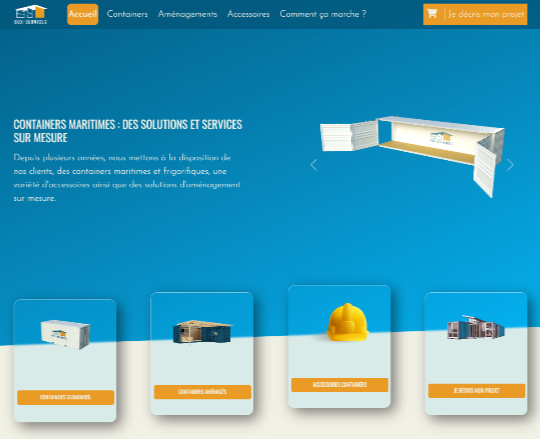 BOX-SERVICES
Accueil Containers Aménagements Accessoires Comment ça marche ? Je décris mon projet
CONTAINERS MARITIMES : DES SOLUTIONS ET SERVICES
SUR MESURE
Depuis plusieurs années, nous mettons à la disposition de
nos clients, des containers maritimes et frigorifiques, une
variété d'accessoires ainsi que des solutions d'aménagement
sur mesure.
CONTAINERS STANDARDS
CONTAINERS AMÉNAGÉS
ACCESSOIRES CONTAINERS
JE DÉCRIS MON PROJET